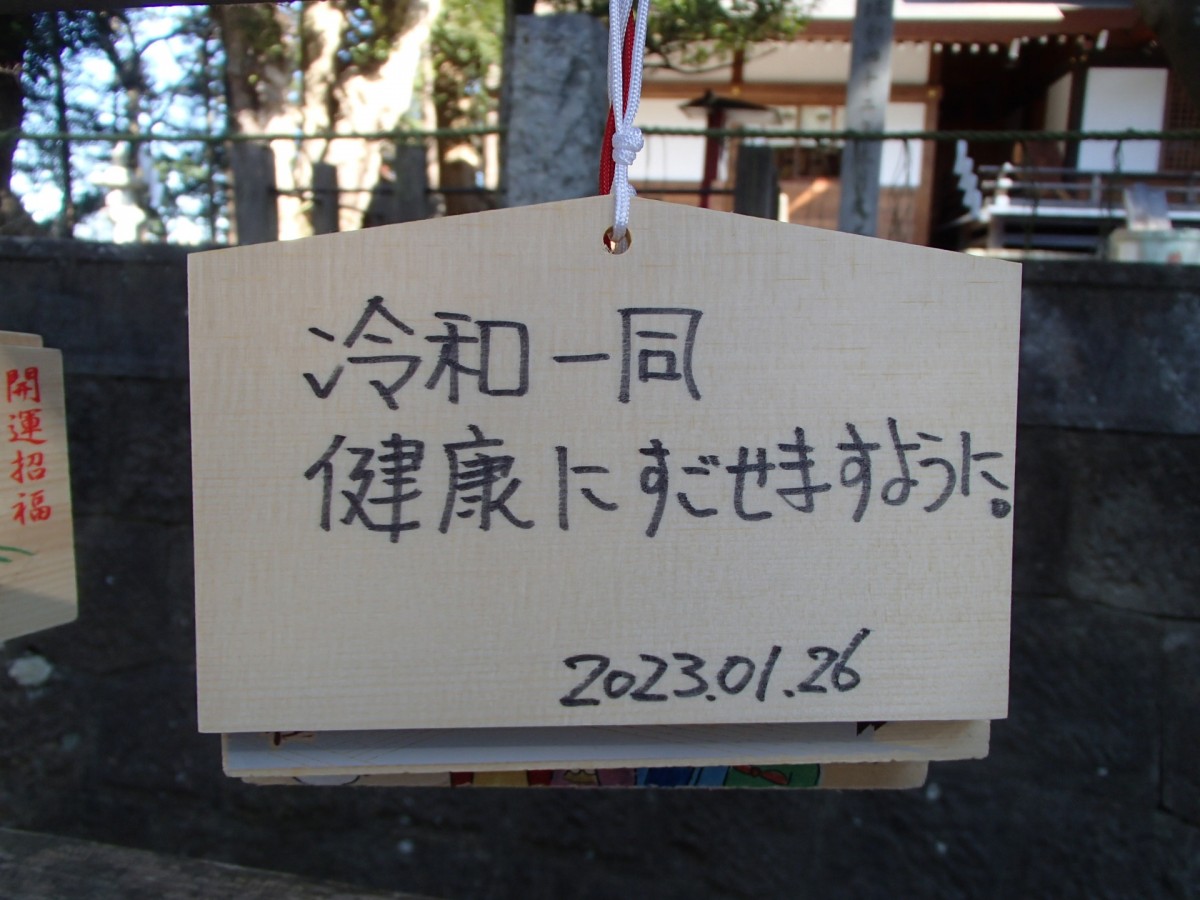 冷和一同
健康にすごせますように。
2023.01.26
開運招福